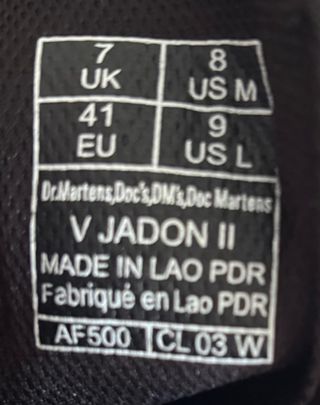 7 UK
8 US M
41 EU
9 US L
Dr.Martens,Doc's,DM's,Doc Martens
V JADON II
MADE IN LAO PDR
Fabriqué en Lao PDR
AF500 CL 03 W